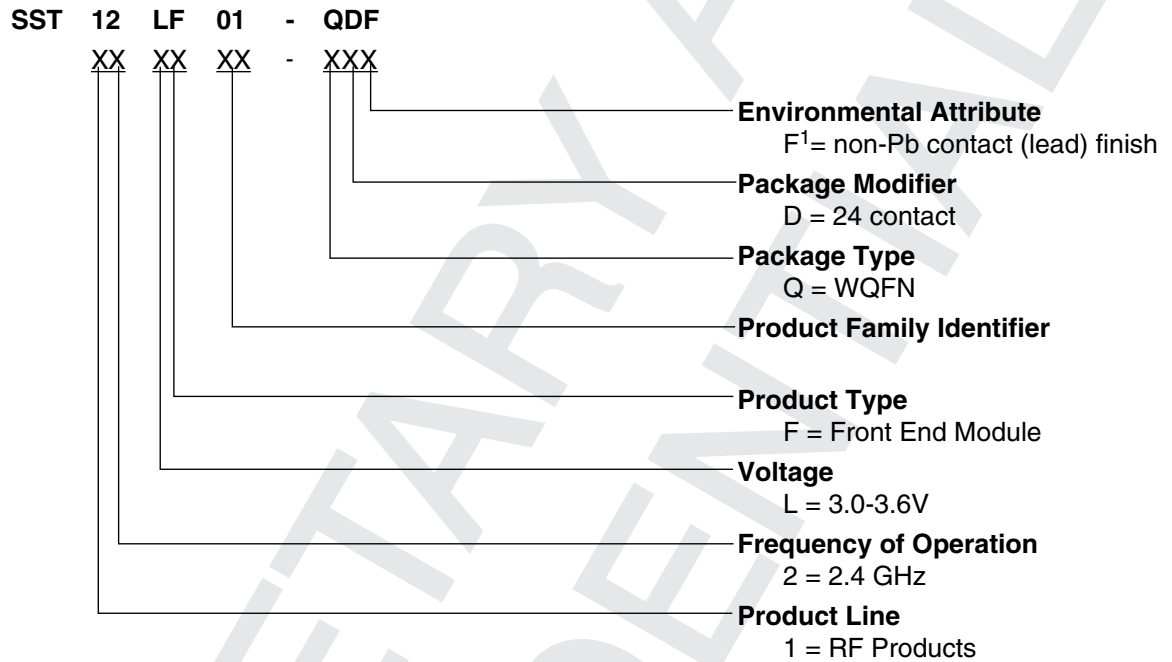 SST 12 LF 01 - QDF
XX XX XX - XXX
Environmental Attribute
F1= non-Pb contact (lead) finish
Package Modifier
D = 24 contact
Package Type
Q = WQFN
Product Family Identifier
Product Type
F = Front End Module
Voltage
L = 3.0-3.6V
Frequency of Operation
2 = 2.4 GHz
Product Line
1 = RF Products